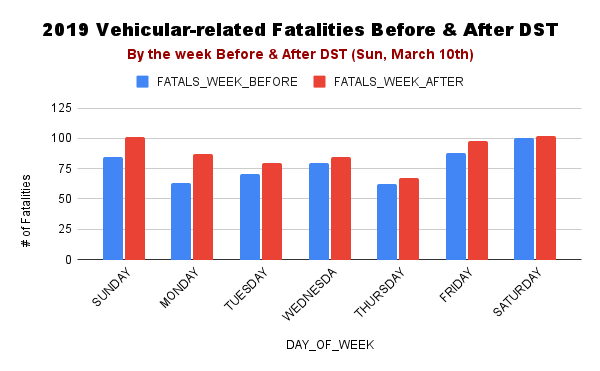 2019 Vehicular-related Fatalities Before & After DST
By the week Before & After DST (Sun, March 10th)
FATALS_WEEK_BEFORE FATALS_WEEK_AFTER
125
100
75
50
25
0
# of Fatalities
SUNDAY
MONDAY
TUESDAY
WEDNESDA
THURSDAY
FRIDAY
SATURDAY
DAY_OF_WEEK